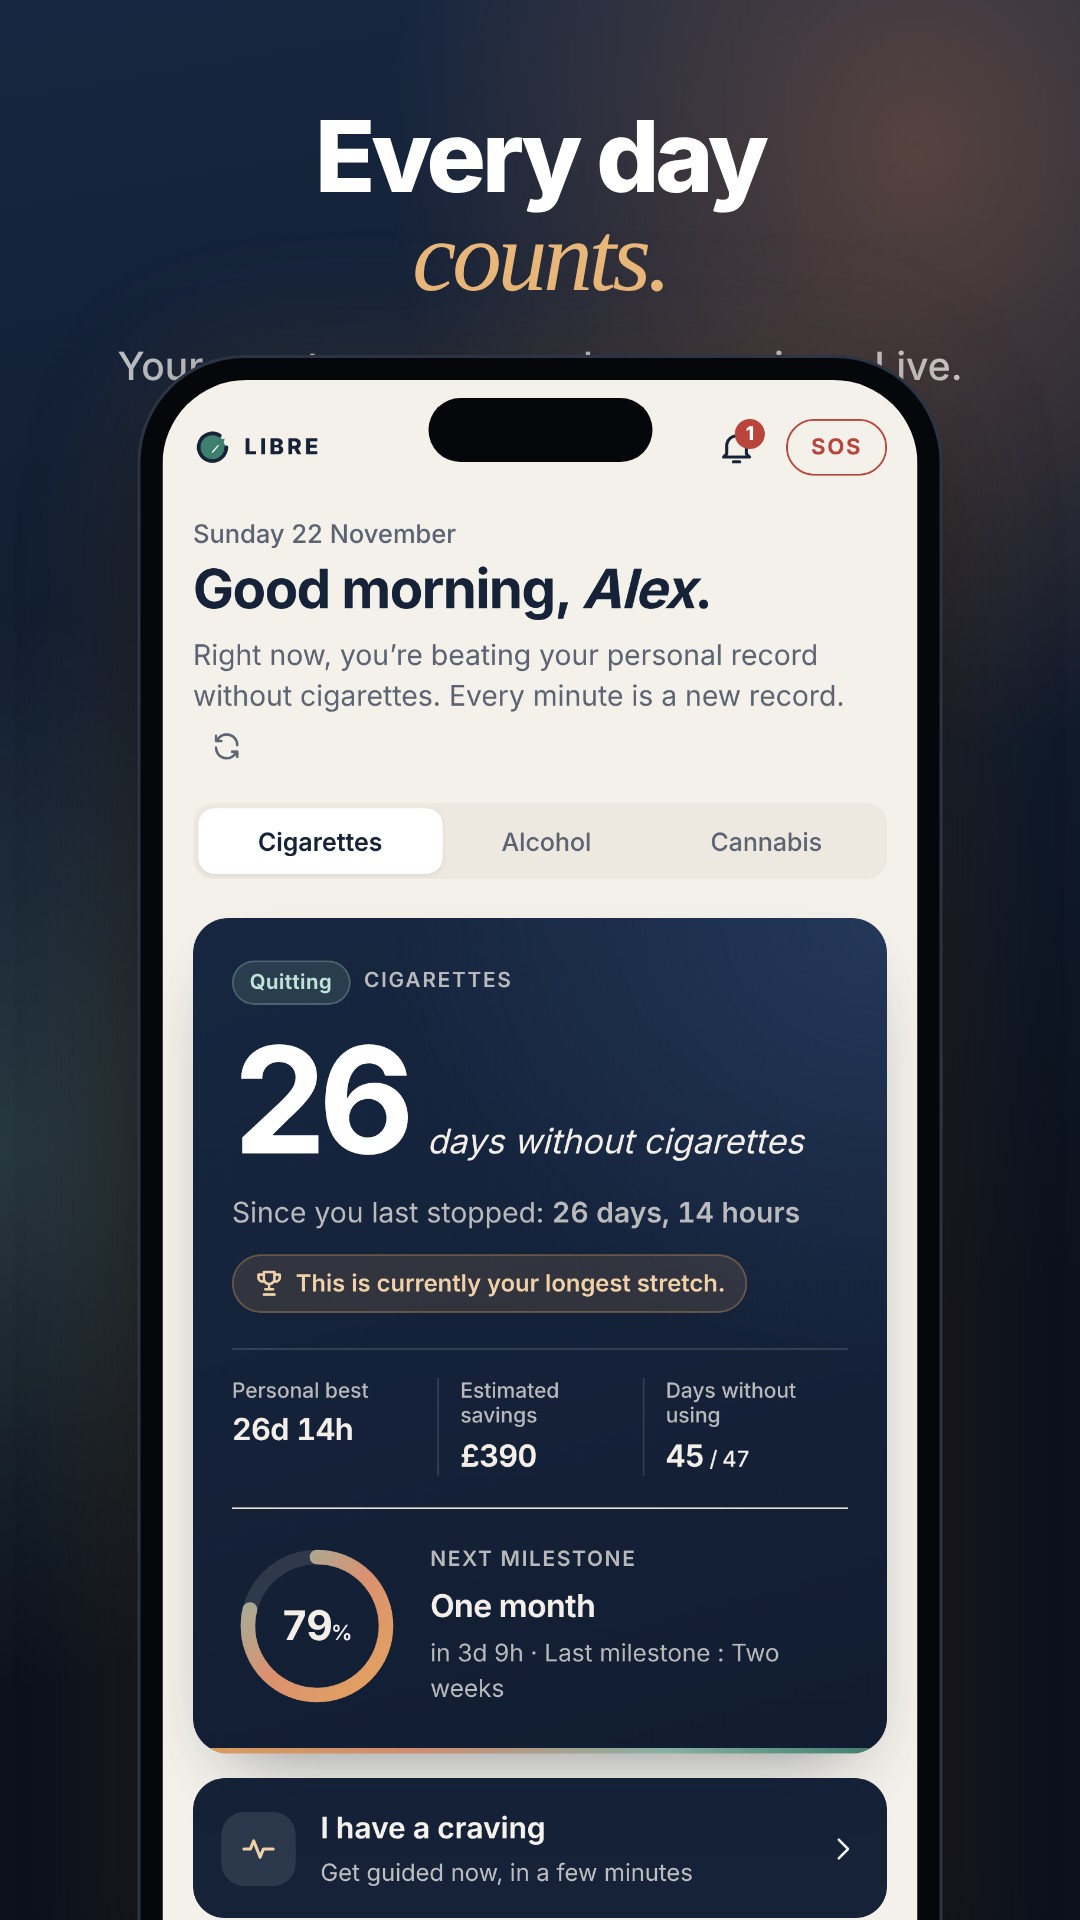 Every day
counts.
Your live.
LIBRE
1
SOS
Sunday 22 November
Good morning, Alex.
Right now, you’re beating your personal record
without cigarettes. Every minute is a new record.
Cigarettes
Alcohol
Cannabis
Quitting CIGARETTES
26 days without cigarettes
Since you last stopped: 26 days, 14 hours
This is currently your longest stretch.
Personal best
26d 14h
Estimated
savings
£390
Days without
using
45 / 47
79%
NEXT MILESTONE
One month
in 3d 9h · Last milestone : Two
weeks
I have a craving
Get guided now, in a few minutes